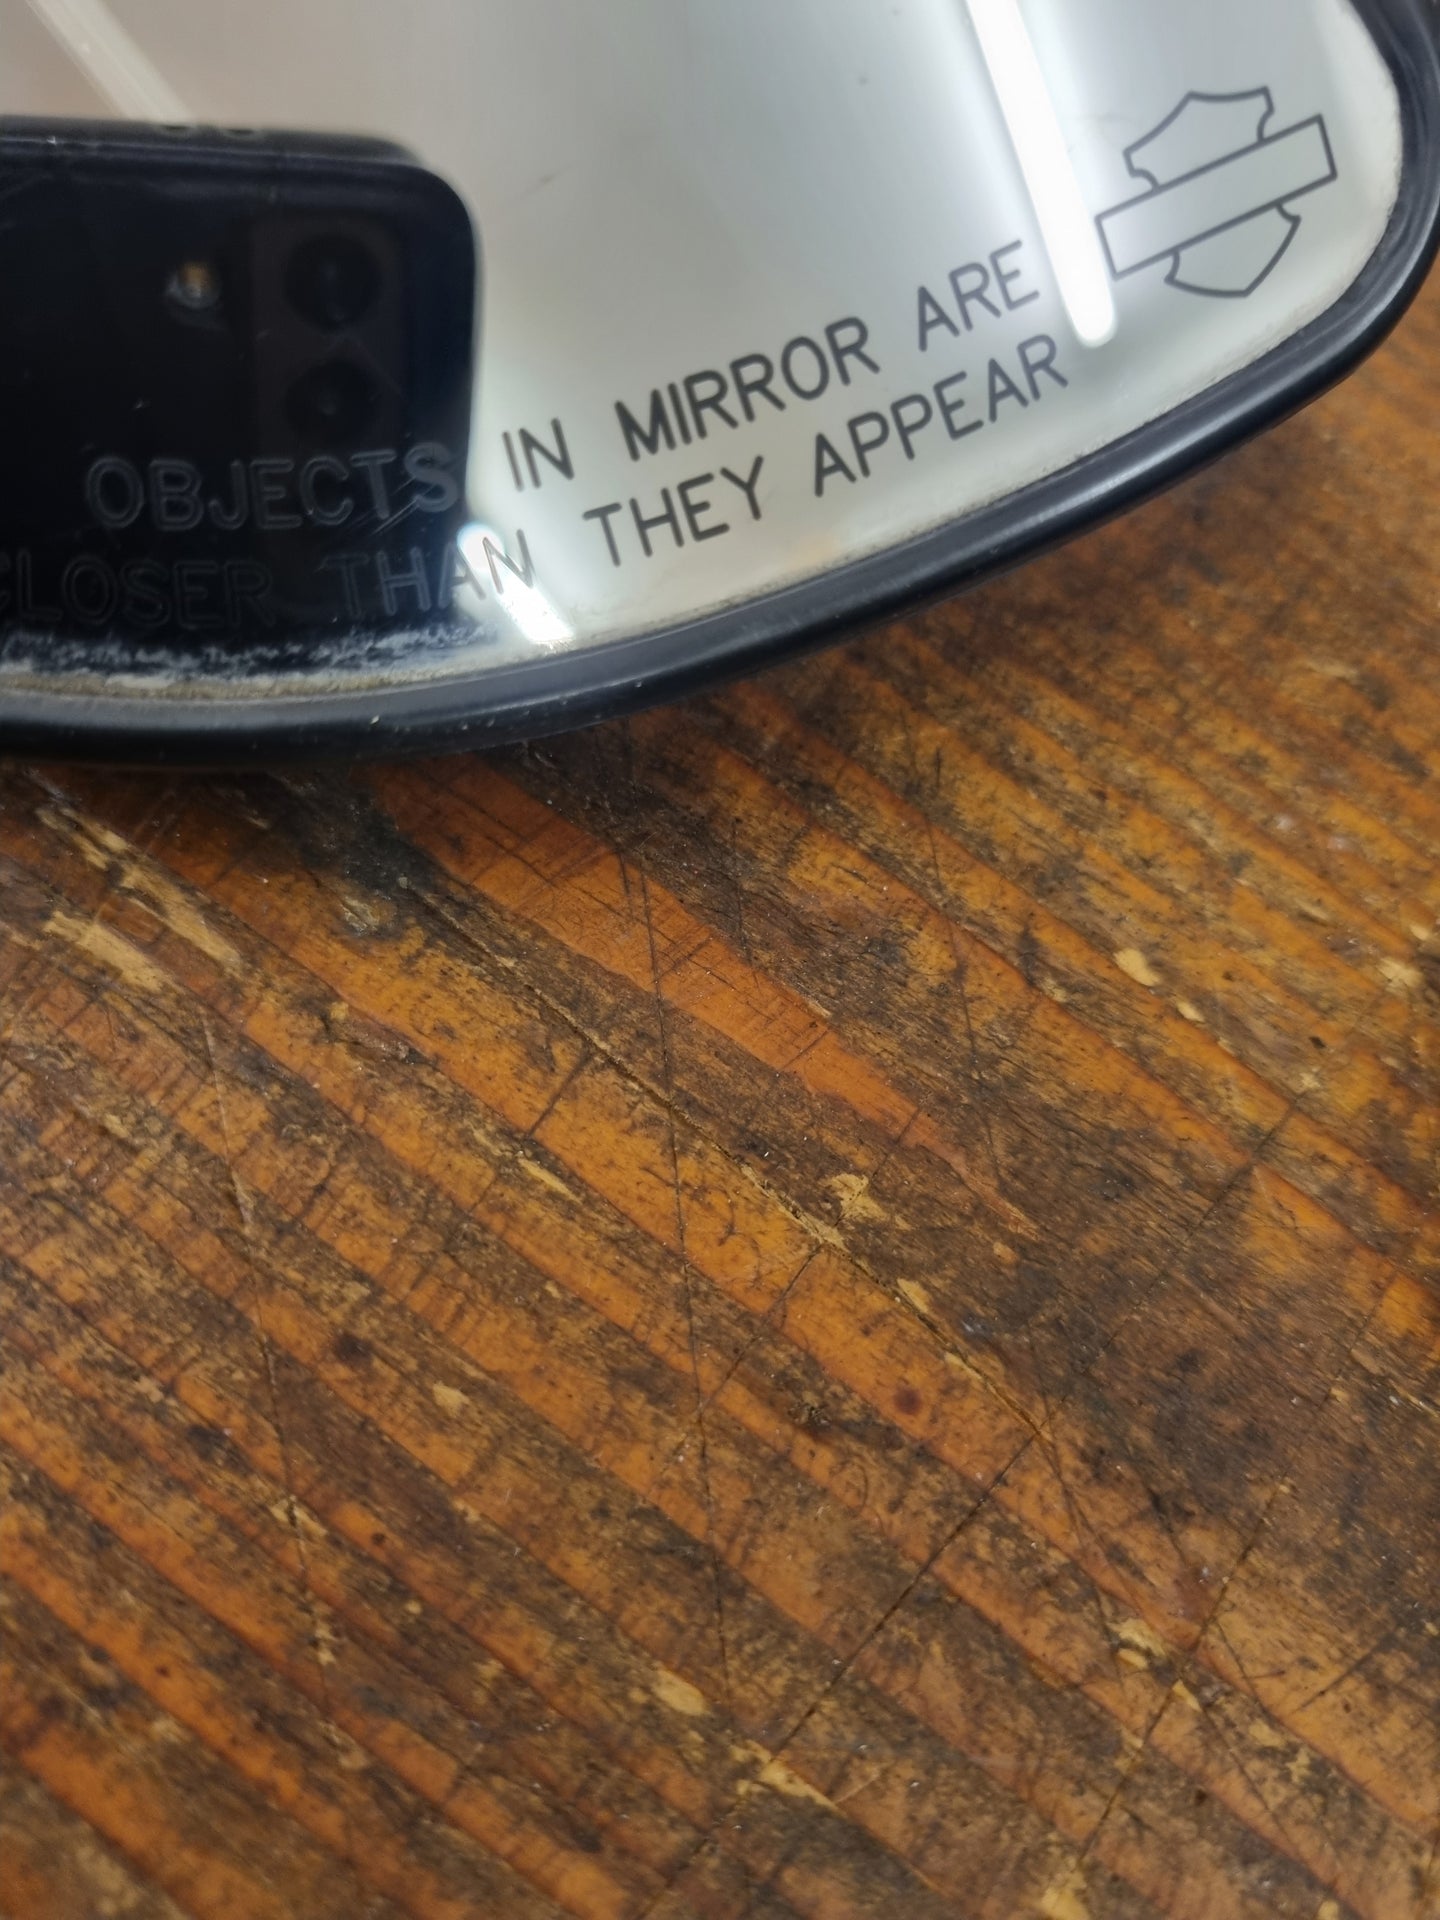 OBJECTS IN MIRROR ARE
CLOSER THAN THEY APPEAR